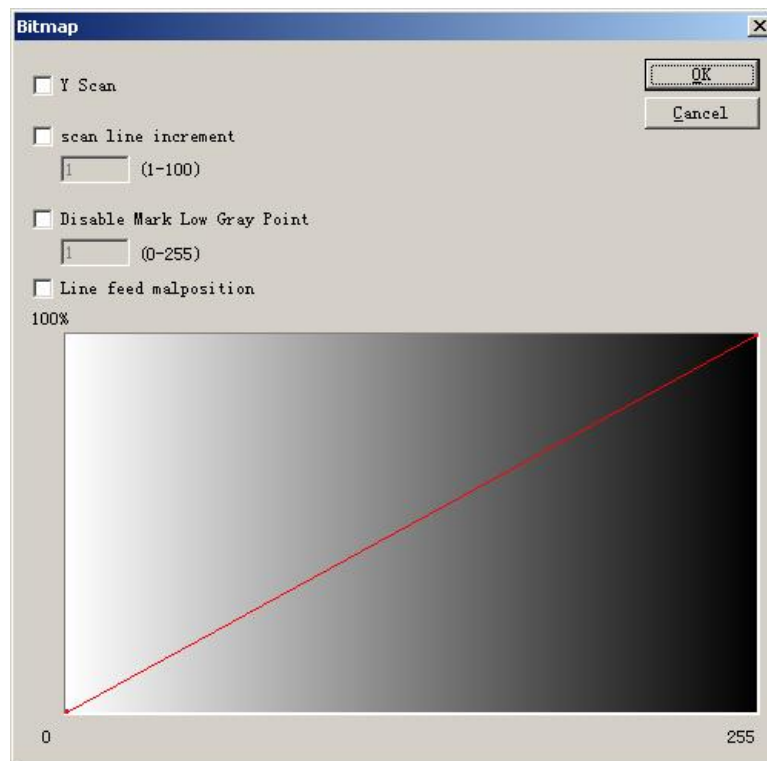 Bitmap
OK
Y Scan
Cancel
scan line increment
1 (1-100)
Disable Mark Low Gray Point
1 (0-255)
Line feed malposition
100%
0 255